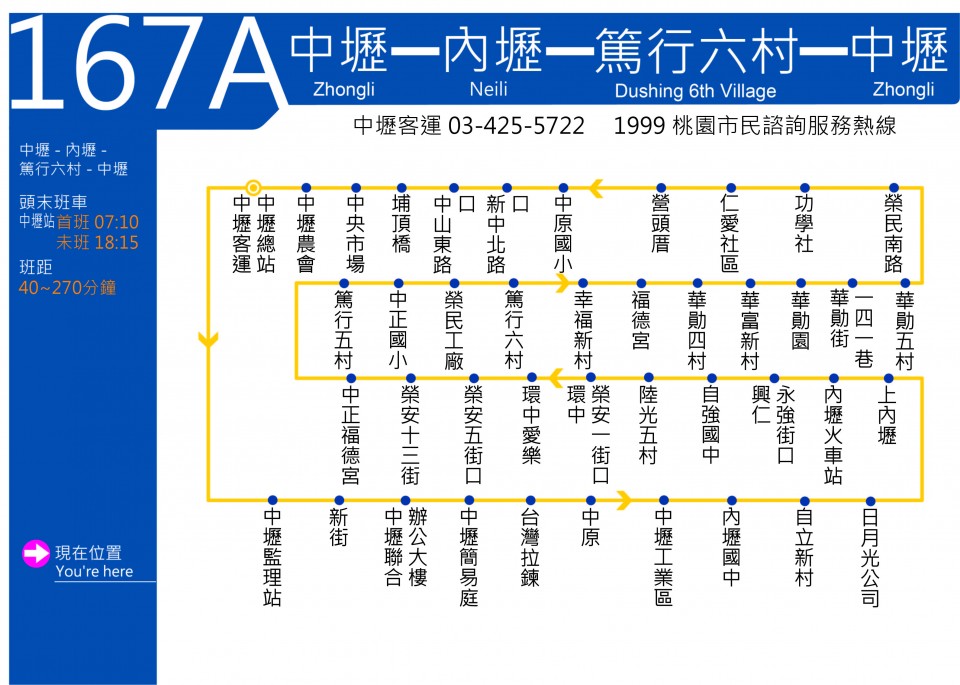 167A
中壢━內壢━篤行六村━中壢
Zhongli Neili Dushing 6th Village Zhongli
中壢客運 03-425-5722 1999 桃園市民諮詢服務熱線
中壢 - 內壢 -
篤行六村 - 中壢
頭末班車
中壢站首班 07:10
末班 18:15
班距
40~270分鐘
現在位置
You're here
中壢總站
中壢客運
中壢農會
中央市場
埔頂橋
中山東路口
新中北路口
中原國小
營頭厝
仁愛社區
功學社
榮民南路
篤行五村
中正國小
榮民工廠
篤行六村
幸福新村
福德宮
華勛四村
華富新村
華勛園
華勛街
一四一巷
華勛五村
中正福德宮
榮安十三街
榮安五街口
環中愛樂
環中
榮安一街口
陸光五村
自強國中
興仁
永強街口
內壢火車站
上內壢
中壢監理站
新街
中壢聯合
辦公大樓
中壢簡易庭
台灣拉鍊
中原
中壢工業區
內壢國中
自立新村
日月光公司